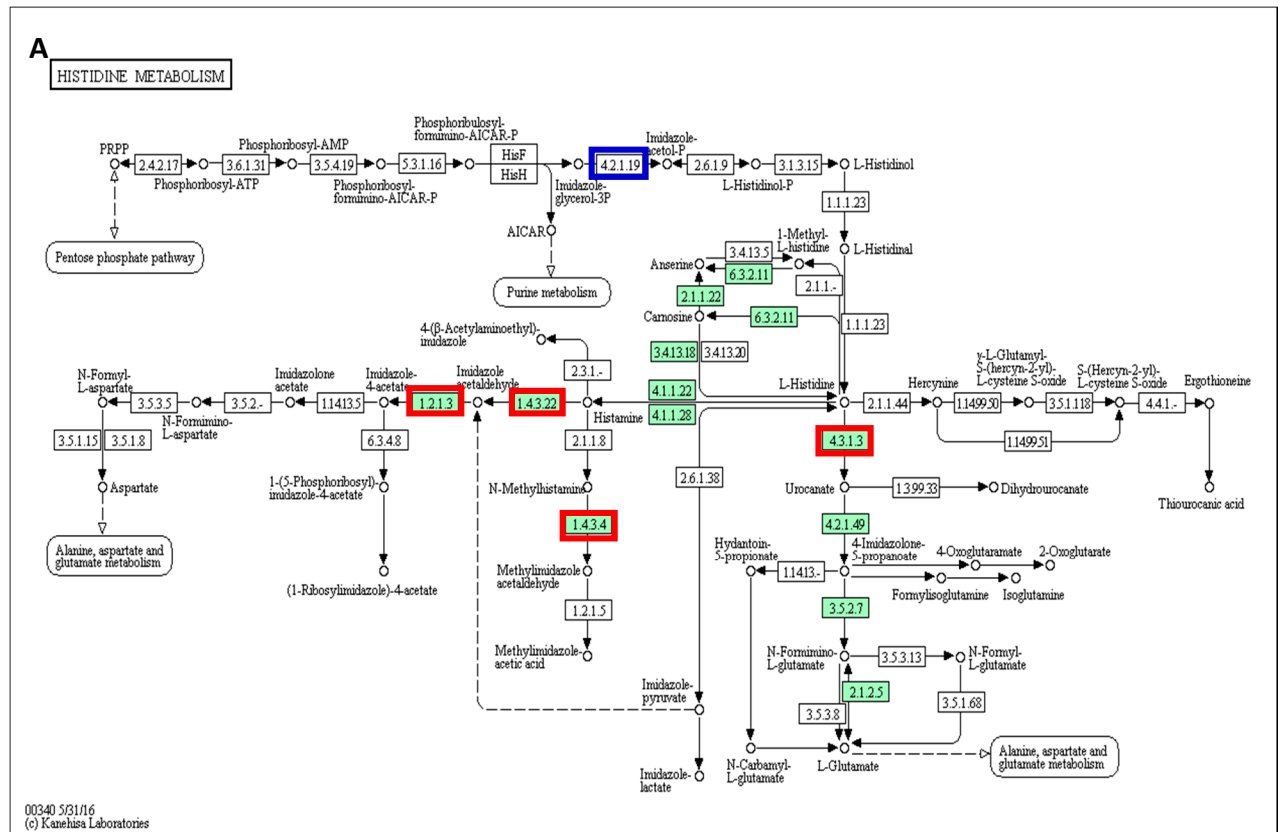 A
HISTIDINE METABOLISM
PRPP
2.4.2.17
Phosphoribosyl-ATP
Phosphoribosyl-AMP
3.6.1.31
3.5.4.19
Phosphoribosyl-
formimino-AICAR-P
5.3.1.16
Phosphoribulosyl-
formimino-AICAR-P
HisF
HisH
Imidazole-
glycerol-3P
4.2.1.19
Imidazole-
acetol-P
2.6.1.9
L-Histidinol-P
3.1.3.15
L-Histidinol
1.1.1.23
L-Histidinal
AICAR
Pentose phosphate pathway
Purine metabolism
1-Methyl-
L-histidine
3.4.13.5
Anserine
6.3.2.11
2.1.1.22
2.1.1.-
Carnosine
6.3.2.11
1.1.1.23
3.4.13.18
3.4.13.20
4-(β-Acetylaminoethyl)-
imidazole
2.3.1.-
N-Formyl-
L-aspartate
3.5.3.5
N-Formimino-
L-aspartate
3.5.2.-
Imidazolone
acetate
1.14.13.5
Imidazole-
4-acetate
1.2.1.3
Imidazole
acetaldehyde
1.4.3.22
Histamine
4.1.1.22
4.1.1.28
L-Histidine
2.1.1.44
Hercynine
1.14.99.50
γ-L-Glutamyl-
S-(hercyn-2-yl)-
L-cysteine S-oxide
3.5.1.118
S-(Hercyn-2-yl)-
L-cysteine S-oxide
4.4.1.-
Ergothioneine
1.14.99.51
Thiourocanic acid
3.5.1.15
3.5.1.8
Aspartate
Alanine, aspartate and
glutamate metabolism
6.3.4.8
1-(5-Phosphoribosyl)-
imidazole-4-acetate
(1-Ribosylimidazole)-4-acetate
2.1.1.8
N-Methylhistamine
1.4.3.4
Methylimidazole
acetaldehyde
1.2.1.5
Methylimidazole-
acetic acid
2.6.1.38
4.3.1.3
Urocanate
1.3.99.33
Dihydrourocanate
4.2.1.49
Hydantoin-
5-propionate
1.14.13.-
4-Imidazolone-
5-propanoate
4-Oxoglutaramate
2-Oxoglutarate
Formylisoglutamine
Isoglutamine
3.5.2.7
N-Formimino-
L-glutamate
3.5.3.13
N-Formyl-
L-glutamate
2.1.2.5
3.5.3.8
3.5.1.68
Imidazole-
pyruvate
Imidazole-
lactate
N-Carbamyl-
L-glutamate
L-Glutamate
Alanine, aspartate and
glutamate metabolism
00340 5/31/16
(c) Kanehisa Laboratories